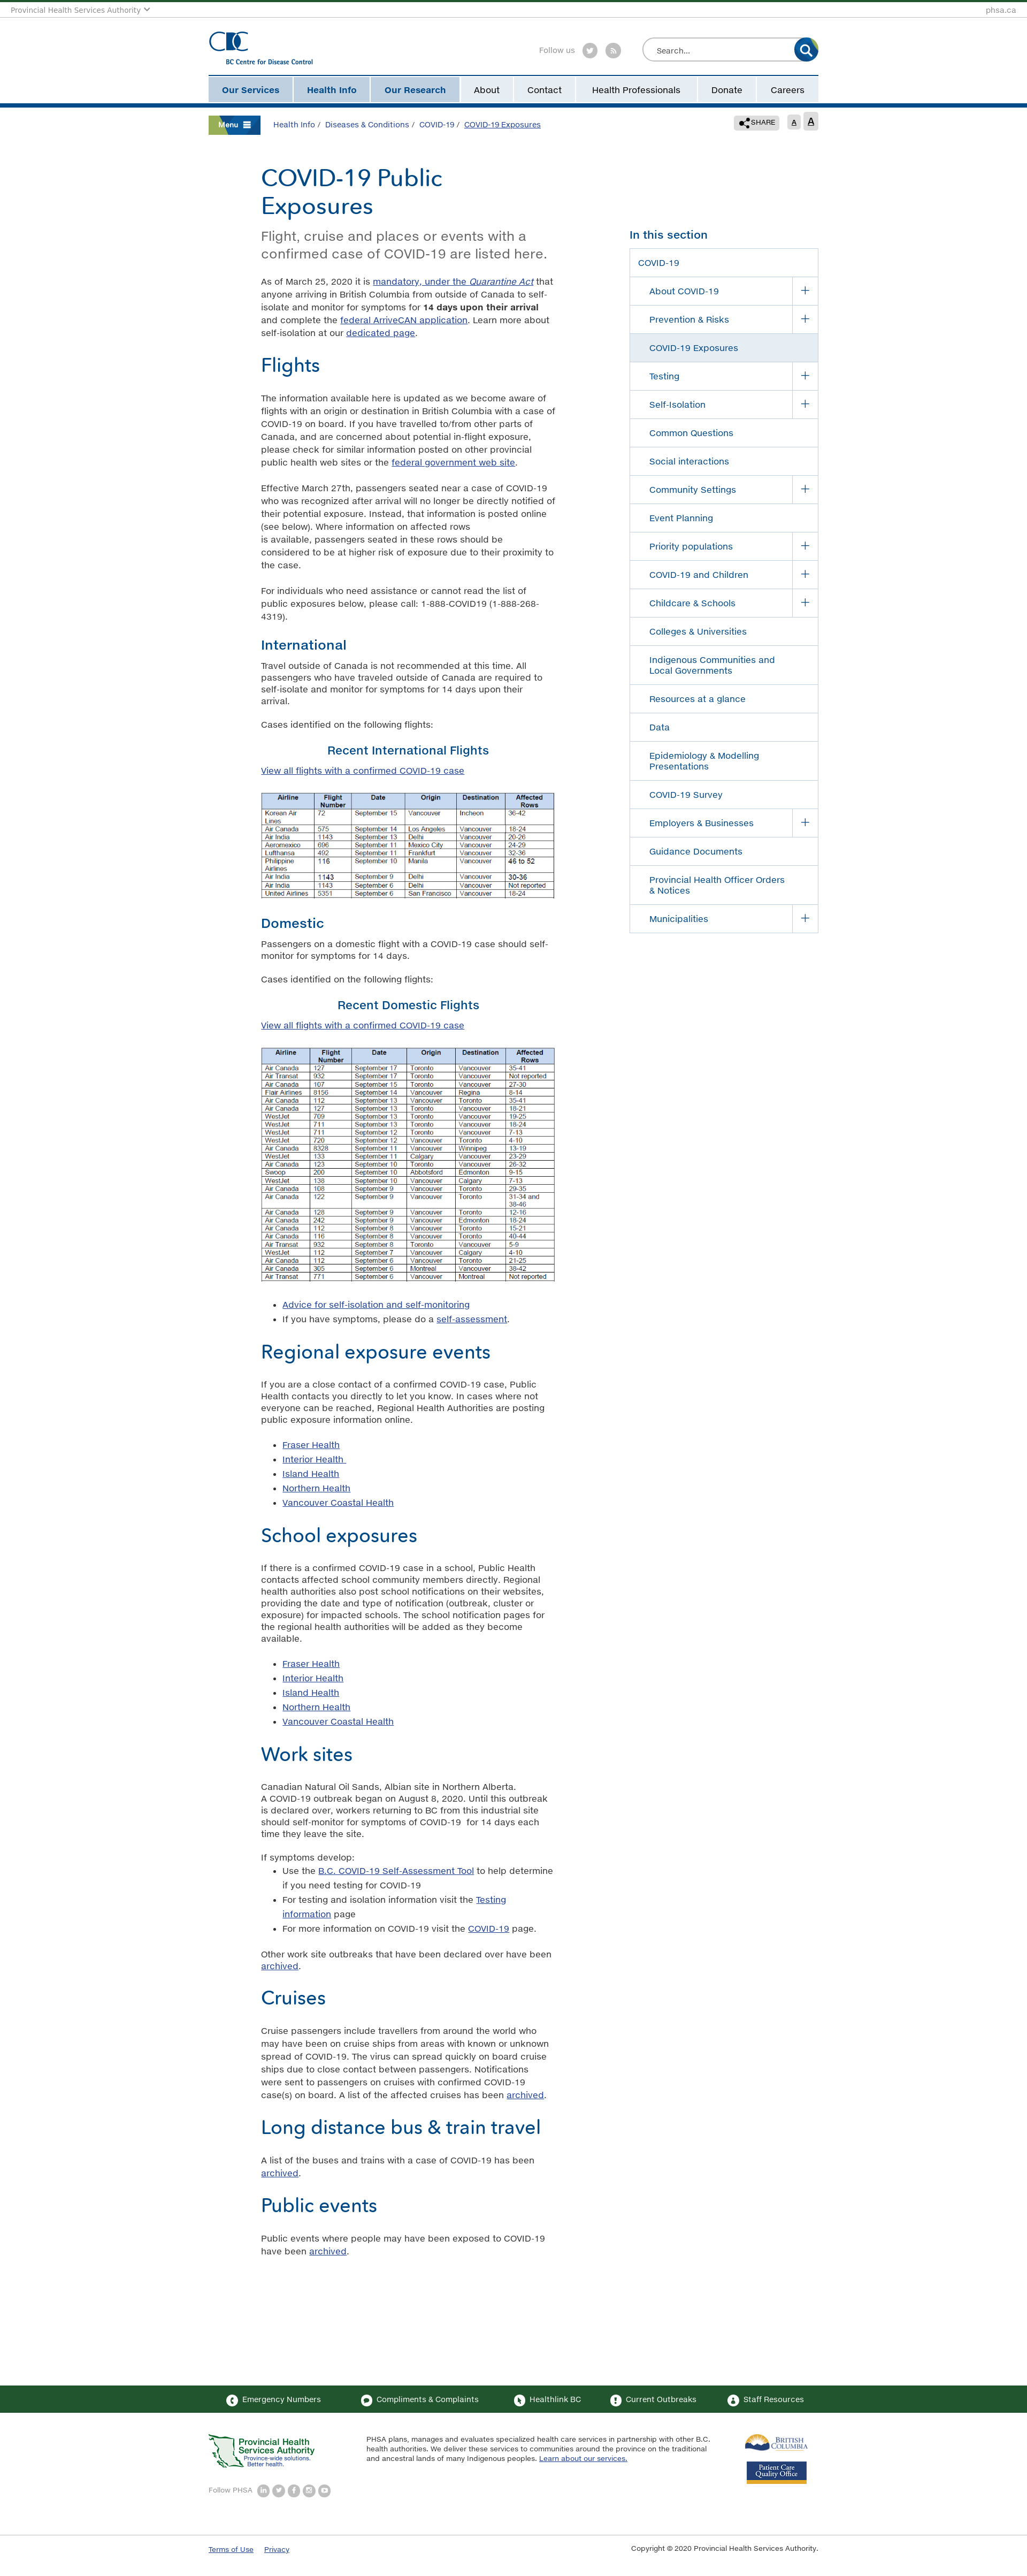 Provincial Health Services Authority
phsa.ca
BC Centre for Disease Control
Follow us
Search...
Our Services
Health Info
Our Research
About
Contact
Health Professionals
Donate
Careers
Menu
Health Info / Diseases & Conditions / COVID-19 / COVID-19 Exposures
SHARE
A
A
COVID-19 Public
Exposures
Flight, cruise and places or events with a
confirmed case of COVID-19 are listed here.
As of March 25, 2020 it is mandatory, under the Quarantine Act that
anyone arriving in British Columbia from outside of Canada to self-
isolate and monitor for symptoms for 14 days upon their arrival
and complete the federal ArriveCAN application. Learn more about
self-isolation at our dedicated page.
Flights
The information available here is updated as we become aware of
flights with an origin or destination in British Columbia with a case of
COVID-19 on board. If you have travelled to/from other parts of
Canada, and are concerned about potential in-flight exposure,
please check for similar information posted on other provincial
public health web sites or the federal government web site.
Effective March 27th, passengers seated near a case of COVID-19
who was recognized after arrival will no longer be directly notified of
their potential exposure. Instead, that information is posted online
(see below). Where information on affected rows
is available, passengers seated in these rows should be
considered to be at higher risk of exposure due to their proximity to
the case.
For individuals who need assistance or cannot read the list of
public exposures below, please call: 1-888-COVID19 (1-888-268-
4319).
International
Travel outside of Canada is not recommended at this time. All
passengers who have traveled outside of Canada are required to
self-isolate and monitor for symptoms for 14 days upon their
arrival.
Cases identified on the following flights:
Recent International Flights
View all flights with a confirmed COVID-19 case
Airline Flight Number Date Origin Destination Affected Rows
Korean Air Lines 72 September 15 Vancouver Incheon 36-42
Air Canada 575 September 14 Los Angeles Vancouver 18-24
Air India 1143 September 13 Delhi Vancouver 20-26
Aeromexico 696 September 11 Mexico City Vancouver 24-29
Lufthansa 492 September 11 Frankfurt Vancouver 32-36
Philippine Airlines 116 September 10 Manila Vancouver 46 to 52
Air India 1143 September 9 Delhi Vancouver 30-36
Air India 1143 September 6 Delhi Vancouver Not reported
United Airlines 5351 September 6 San Francisco Vancouver 18-24
Domestic
Passengers on a domestic flight with a COVID-19 case should self-
monitor for symptoms for 14 days.
Cases identified on the following flights:
Recent Domestic Flights
View all flights with a confirmed COVID-19 case
Airline Flight Number Date Origin Destination Affected Rows
Air Canada 127 September 17 Toronto Vancouver 35-41
Air Transat 932 September 17 Toronto Vancouver Not reported
Air Canada 107 September 15 Toronto Vancouver 27-30
Flair Airlines 8156 September 14 Vancouver Regina 8-14
Air Canada 112 September 13 Vancouver Toronto 35-41
Air Canada 127 September 13 Toronto Vancouver 18-21
WestJet 709 September 13 Toronto Vancouver 19-25
WestJet 711 September 13 Toronto Vancouver 18-24
WestJet 711 September 12 Toronto Vancouver 7-13
WestJet 720 September 12 Vancouver Toronto 4-10
Air Canada 8328 September 11 Vancouver Winnipeg 13-19
WestJet 133 September 11 Calgary Vancouver 23-29
Air Canada 123 September 10 Toronto Vancouver 26-32
Swoop 200 September 10 Abbotsford Edmonton 9-15
WestJet 138 September 10 Vancouver Calgary 7-13
Air Canada 108 September 9 Vancouver Toronto 29-35
Air Canada 122 September 9 Vancouver Toronto 31-34 and 38-46
Air Canada 128 September 9 Vancouver Toronto 12-16
Air Canada 242 September 9 Vancouver Edmonton 18-24
Air Canada 112 September 8 Vancouver Toronto 15-21
Air Canada 116 September 8 Vancouver Toronto 40-44
Air Transat 932 September 8 Toronto Vancouver 5-9
WestJet 112 September 7 Vancouver Calgary 4-10
Air Canada 112 September 6 Vancouver Toronto 21-25
Air Canada 305 September 6 Montreal Vancouver 38-42
Air Transat 771 September 6 Vancouver Montreal Not reported
Advice for self-isolation and self-monitoring
If you have symptoms, please do a self-assessment.
Regional exposure events
If you are a close contact of a confirmed COVID-19 case, Public
Health contacts you directly to let you know. In cases where not
everyone can be reached, Regional Health Authorities are posting
public exposure information online.
Fraser Health
Interior Health
Island Health
Northern Health
Vancouver Coastal Health
School exposures
If there is a confirmed COVID-19 case in a school, Public Health
contacts affected school community members directly. Regional
health authorities also post school notifications on their websites,
providing the date and type of notification (outbreak, cluster or
exposure) for impacted schools. The school notification pages for
the regional health authorities will be added as they become
available.
Fraser Health
Interior Health
Island Health
Northern Health
Vancouver Coastal Health
Work sites
Canadian Natural Oil Sands, Albian site in Northern Alberta.
A COVID-19 outbreak began on August 8, 2020. Until this outbreak
is declared over, workers returning to BC from this industrial site
should self-monitor for symptoms of COVID-19 for 14 days each
time they leave the site.
If symptoms develop:
Use the B.C. COVID-19 Self-Assessment Tool to help determine
if you need testing for COVID-19
For testing and isolation information visit the Testing
information page
For more information on COVID-19 visit the COVID-19 page.
Other work site outbreaks that have been declared over have been
archived.
Cruises
Cruise passengers include travellers from around the world who
may have been on cruise ships from areas with known or unknown
spread of COVID-19. The virus can spread quickly on board cruise
ships due to close contact between passengers. Notifications
were sent to passengers on cruises with confirmed COVID-19
case(s) on board. A list of the affected cruises has been archived.
Long distance bus & train travel
A list of the buses and trains with a case of COVID-19 has been
archived.
Public events
Public events where people may have been exposed to COVID-19
have been archived.
In this section
COVID-19
About COVID-19
Prevention & Risks
COVID-19 Exposures
Testing
Self-Isolation
Common Questions
Social interactions
Community Settings
Event Planning
Priority populations
COVID-19 and Children
Childcare & Schools
Colleges & Universities
Indigenous Communities and
Local Governments
Resources at a glance
Data
Epidemiology & Modelling
Presentations
COVID-19 Survey
Employers & Businesses
Guidance Documents
Provincial Health Officer Orders
& Notices
Municipalities
Emergency Numbers
Compliments & Complaints
Healthlink BC
Current Outbreaks
Staff Resources
Provincial Health
Services Authority
Province-wide solutions.
Better health.
Follow PHSA
PHSA plans, manages and evaluates specialized health care services in partnership with other B.C.
health authorities. We deliver these services to communities around the province on the traditional
and ancestral lands of many Indigenous peoples. Learn about our services.
BRITISH
COLUMBIA
Patient Care
Quality Office
Terms of Use
Privacy
Copyright © 2020 Provincial Health Services Authority.